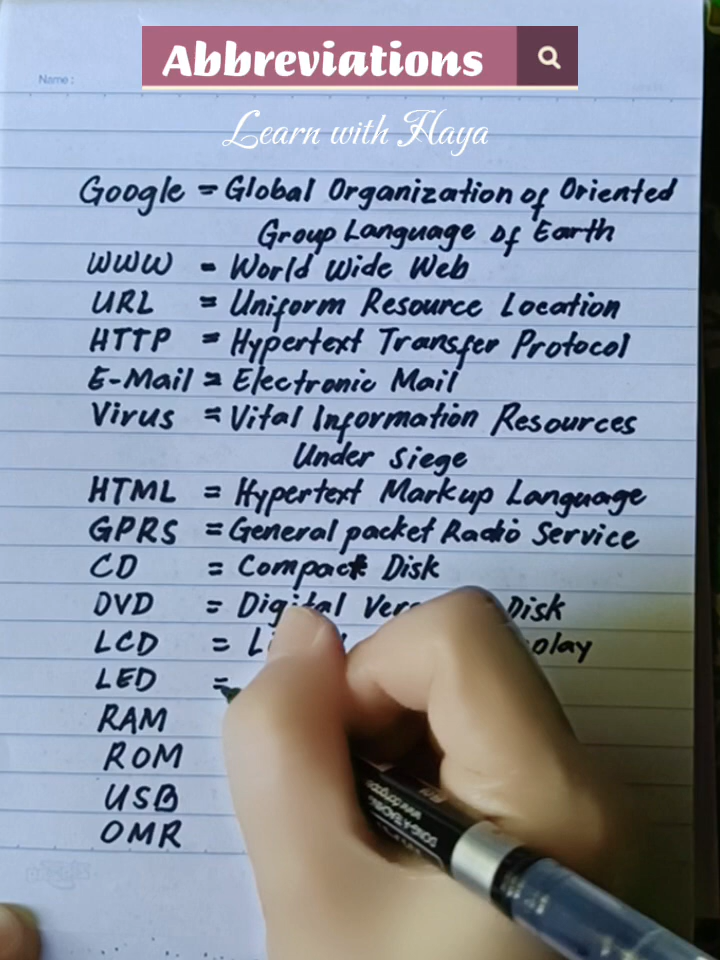 Abbreviations
Learn with Haya
Name :
Google = Global Organization of Oriented
Group Language of Earth
WWW = World Wide Web
URL = Uniform Resource Location
HTTP = Hypertext Transfer Protocol
E-Mail = Electronic Mail
Virus = Vital Information Resources
Under siege
HTML = Hypertext Markup Language
GPRS = General packet Radio Service
CD = Compact Disk
DVD = Digital Disk
LCD =
LED =
RAM
ROM
USB
OMR